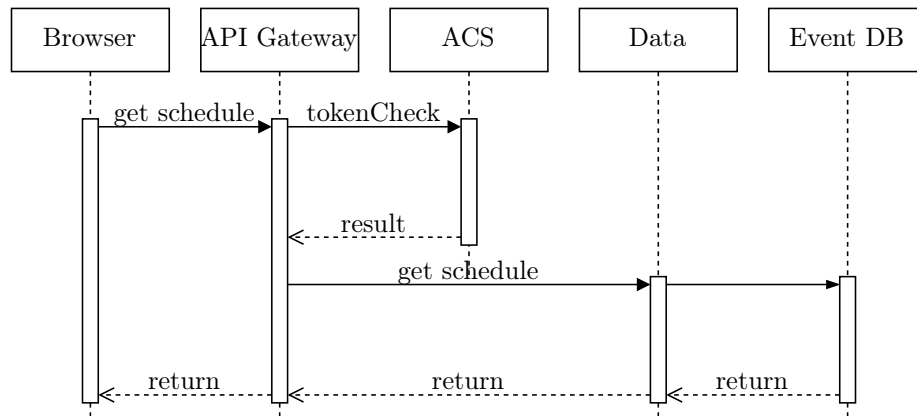 Browser
API Gateway
ACS
Data
Event DB
get schedule
tokenCheck
result
get schedule
return
return
return